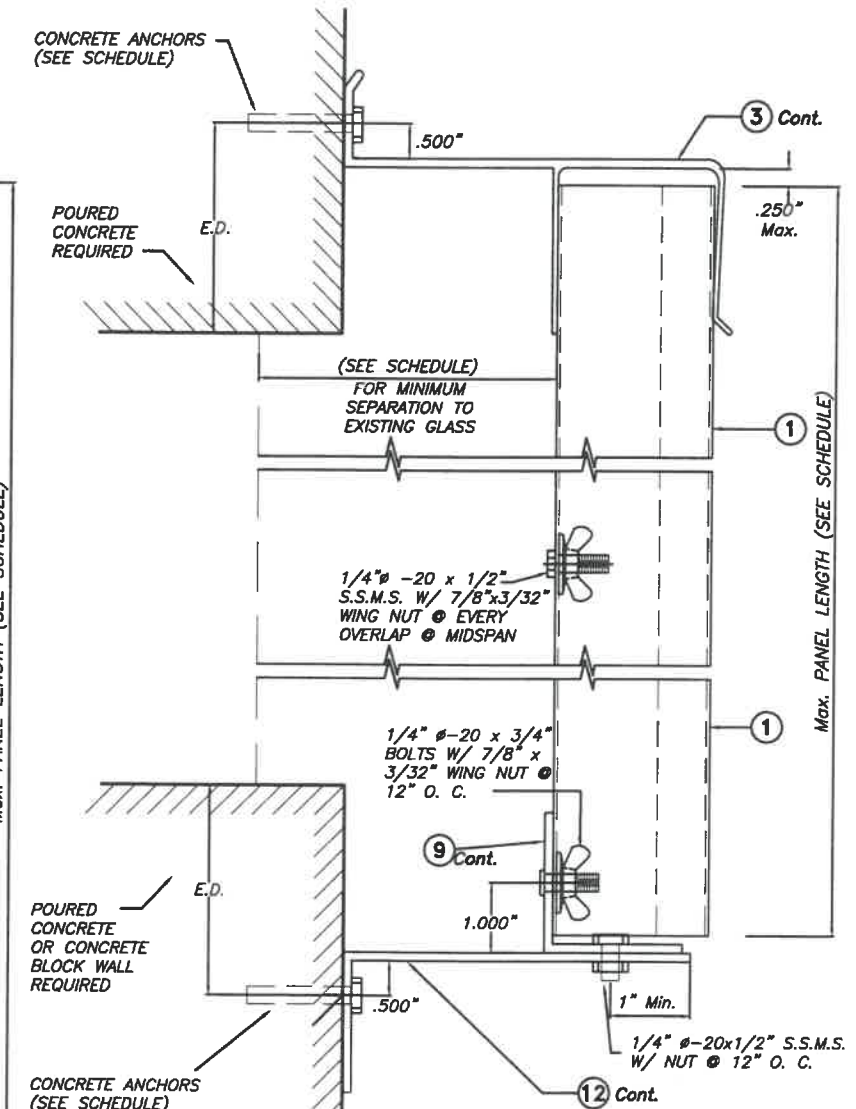 CONCRETE ANCHORS
(SEE SCHEDULE)
.500"
3 Cont.
POURED
CONCRETE
REQUIRED
E.D.
.250"
Max.
(SEE SCHEDULE)
FOR MINIMUM
SEPARATION TO
EXISTING GLASS
1
Max. PANEL LENGTH (SEE SCHEDULE)
1/4"ø -20 x 1/2"
S.S.M.S. W/ 7/8"x3/32"
WING NUT @ EVERY
OVERLAP @ MIDSPAN
1/4" ø-20 x 3/4"
BOLTS W/ 7/8" x
3/32" WING NUT @
12" O. C.
1
9 Cont.
E.D.
1.000"
POURED
CONCRETE
OR CONCRETE
BLOCK WALL
REQUIRED
.500"
1" Min.
1/4" ø-20x1/2" S.S.M.S.
W/ NUT @ 12" O. C.
CONCRETE ANCHORS
(SEE SCHEDULE)
12 Cont.